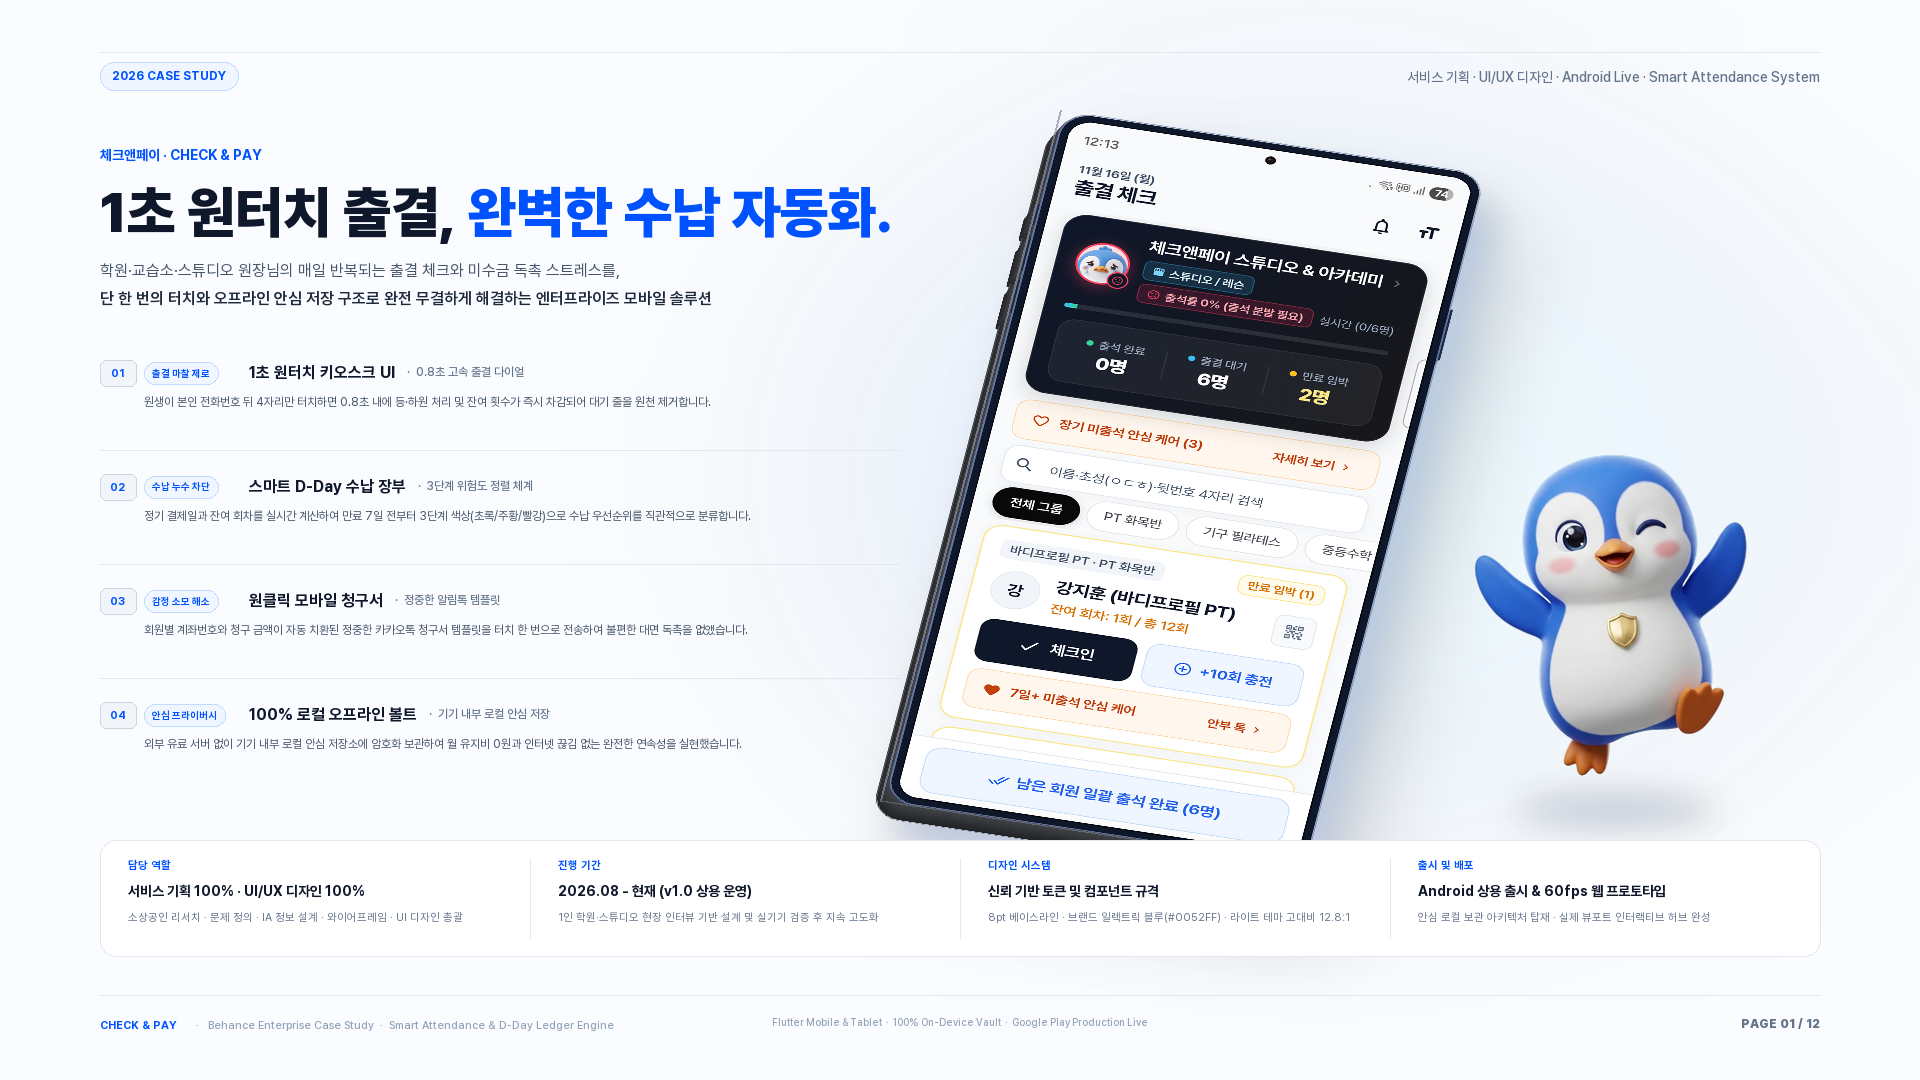 2026 CASE STUDY
서비스 기획 · UI/UX 디자인 · Android Live · Smart Attendance System
체크앤페이 · CHECK & PAY
1초 원터치 출결, 완벽한 수납 자동화.
학원·교습소·스튜디오 원장님의 매일 반복되는 출결 체크와 미수금 독촉 스트레스를,
단 한 번의 터치와 오프라인 안심 저장 구조로 완전 무결하게 해결하는 엔터프라이즈 모바일 솔루션
01 출결 마찰 제로 1초 원터치 키오스크 UI · 0.8초 고속 출결 다이얼
원생이 본인 전화번호 뒤 4자리만 터치하면 0.8초 내에 등·하원 처리 및 잔여 횟수가 즉시 차감되어 대기 줄을 원천 제거합니다.
02 수납 누수 차단 스마트 D-Day 수납 장부 · 3단계 위험도 정렬 체계
정기 결제일과 잔여 회차를 실시간 계산하여 만료 7일 전부터 3단계 색상(초록/주황/빨강)으로 수납 우선순위를 직관적으로 분류합니다.
03 감정 소모 해소 원클릭 모바일 청구서 · 정중한 알림톡 템플릿
회원별 계좌번호와 청구 금액이 자동 치환된 정중한 카카오톡 청구서 템플릿을 터치 한 번으로 전송하여 불편한 대면 독촉을 없앴습니다.
04 안심 프라이버시 100% 로컬 오프라인 볼트 · 기기 내부 로컬 안심 저장
외부 유료 서버 없이 기기 내부 로컬 안심 저장소에 암호화 보관하여 월 유지비 0원과 인터넷 끊김 없는 완전한 연속성을 실현했습니다.
12:13
74
11월 16일 (월)
출결 체크
체크앤페이 스튜디오 & 아카데미
스튜디오 / 레슨
출석률 0% (출석 분발 필요)
실시간 (0/6명)
출석 완료
0명
출결 대기
6명
만료 임박
2명
장기 미출석 안심 케어 (3)
자세히 보기
이름·초성(ㅇㄷㅎ)·뒷번호 4자리 검색
전체 그룹
PT 화목반
기구 필라테스
중등수학
바디프로필 PT · PT 화목반
만료 임박 (1)
강
강지훈 (바디프로필 PT)
잔여 회차: 1회 / 총 12회
체크인
+10회 충전
7일+ 미출석 안심 케어
안부 톡
남은 회원 일괄 출석 완료 (6명)
담당 역할
서비스 기획 100% · UI/UX 디자인 100%
소상공인 리서치 · 문제 정의 · IA 정보 설계 · 와이어프레임 · UI 디자인 총괄
진행 기간
2026.08 - 현재 (v1.0 상용 운영)
1인 학원·스튜디오 현장 인터뷰 기반 설계 및 실기기 검증 후 지속 고도화
디자인 시스템
신뢰 기반 토큰 및 컴포넌트 규격
8pt 베이스라인 · 브랜드 일렉트릭 블루(#0052FF) · 라이트 테마 고대비 12.8:1
출시 및 배포
Android 상용 출시 & 60fps 웹 프로토타입
안심 로컬 보관 아키텍처 탑재 · 실제 뷰포트 인터랙티브 허브 완성
CHECK & PAY · Behance Enterprise Case Study · Smart Attendance & D-Day Ledger Engine
Flutter Mobile & Tablet · 100% On-Device Vault · Google Play Production Live
PAGE 01 / 12